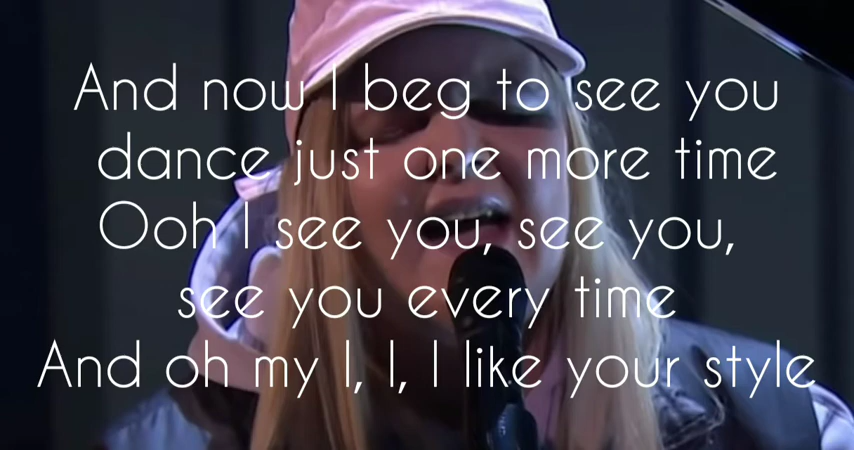 And now I beg to see you
dance just one more time
Ooh I see you, see you,
see you every time
And oh my I, I, I like your style